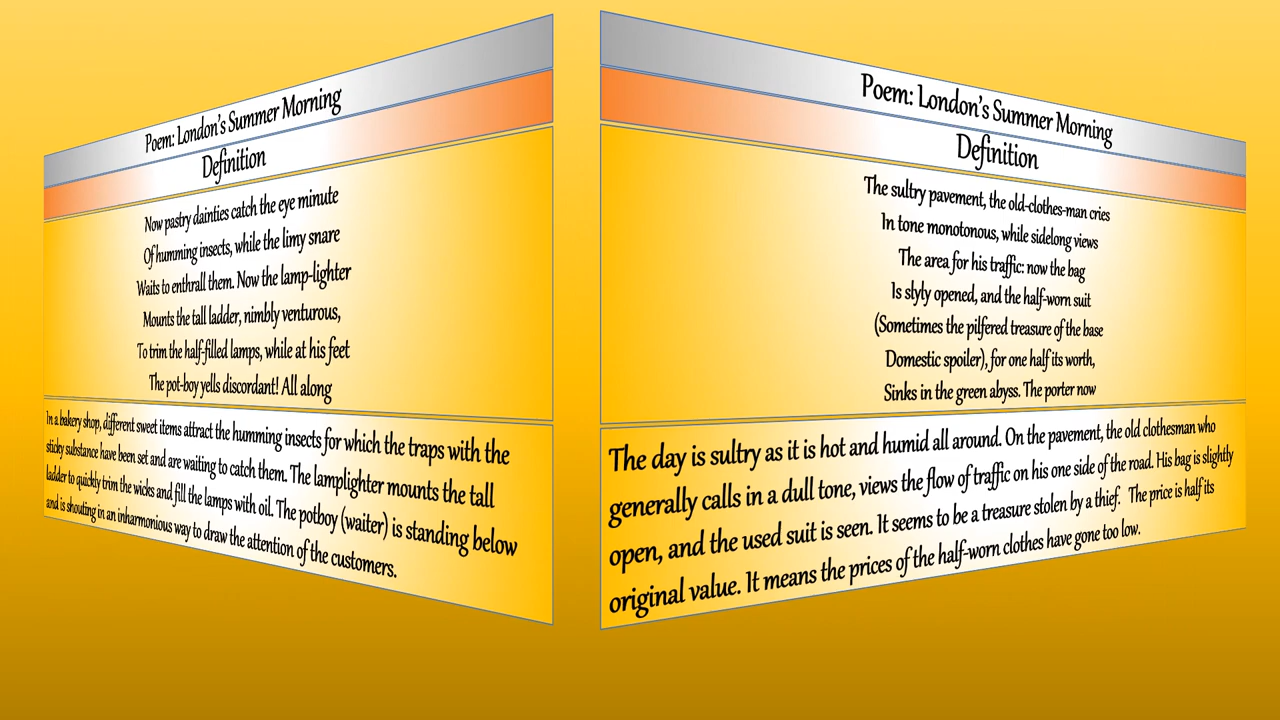 Poem: London's Summer Morning
Definition
Now pastry dainties catch the eye minute
Of humming insects, while the limy snare
Waits to enthrall them. Now the lamp-lighter
Mounts the tall ladder, nimbly venturous,
To trim the half-filled lamps, while at his feet
The pot-boy yells discordant! All along
In a bakery shop, different sweet items attract the humming insects for which the traps with the
sticky substance have been set and are waiting to catch them. The lamplighter mounts the tall
ladder to quickly trim the wicks and fill the lamps with oil. The potboy (waiter) is standing below
and is shouting in an inharmonious way to draw the attention of the customers.
Poem: London's Summer Morning
Definition
The sultry pavement, the old-clothes-man cries
In tone monotonous, while sidelong views
The area for his traffic: now the bag
Is slyly opened, and the half-worn suit
(Sometimes the pilfered treasure of the base
Domestic spoiler), for one half its worth,
Sinks in the green abyss. The porter now
The day is sultry as it is hot and humid all around. On the pavement, the old clothesman who
generally calls in a dull tone, views the flow of traffic on his one side of the road. His bag is slightly
open, and the used suit is seen. It seems to be a treasure stolen by a thief. The price is half its
original value. It means the prices of the half-worn clothes have gone too low.